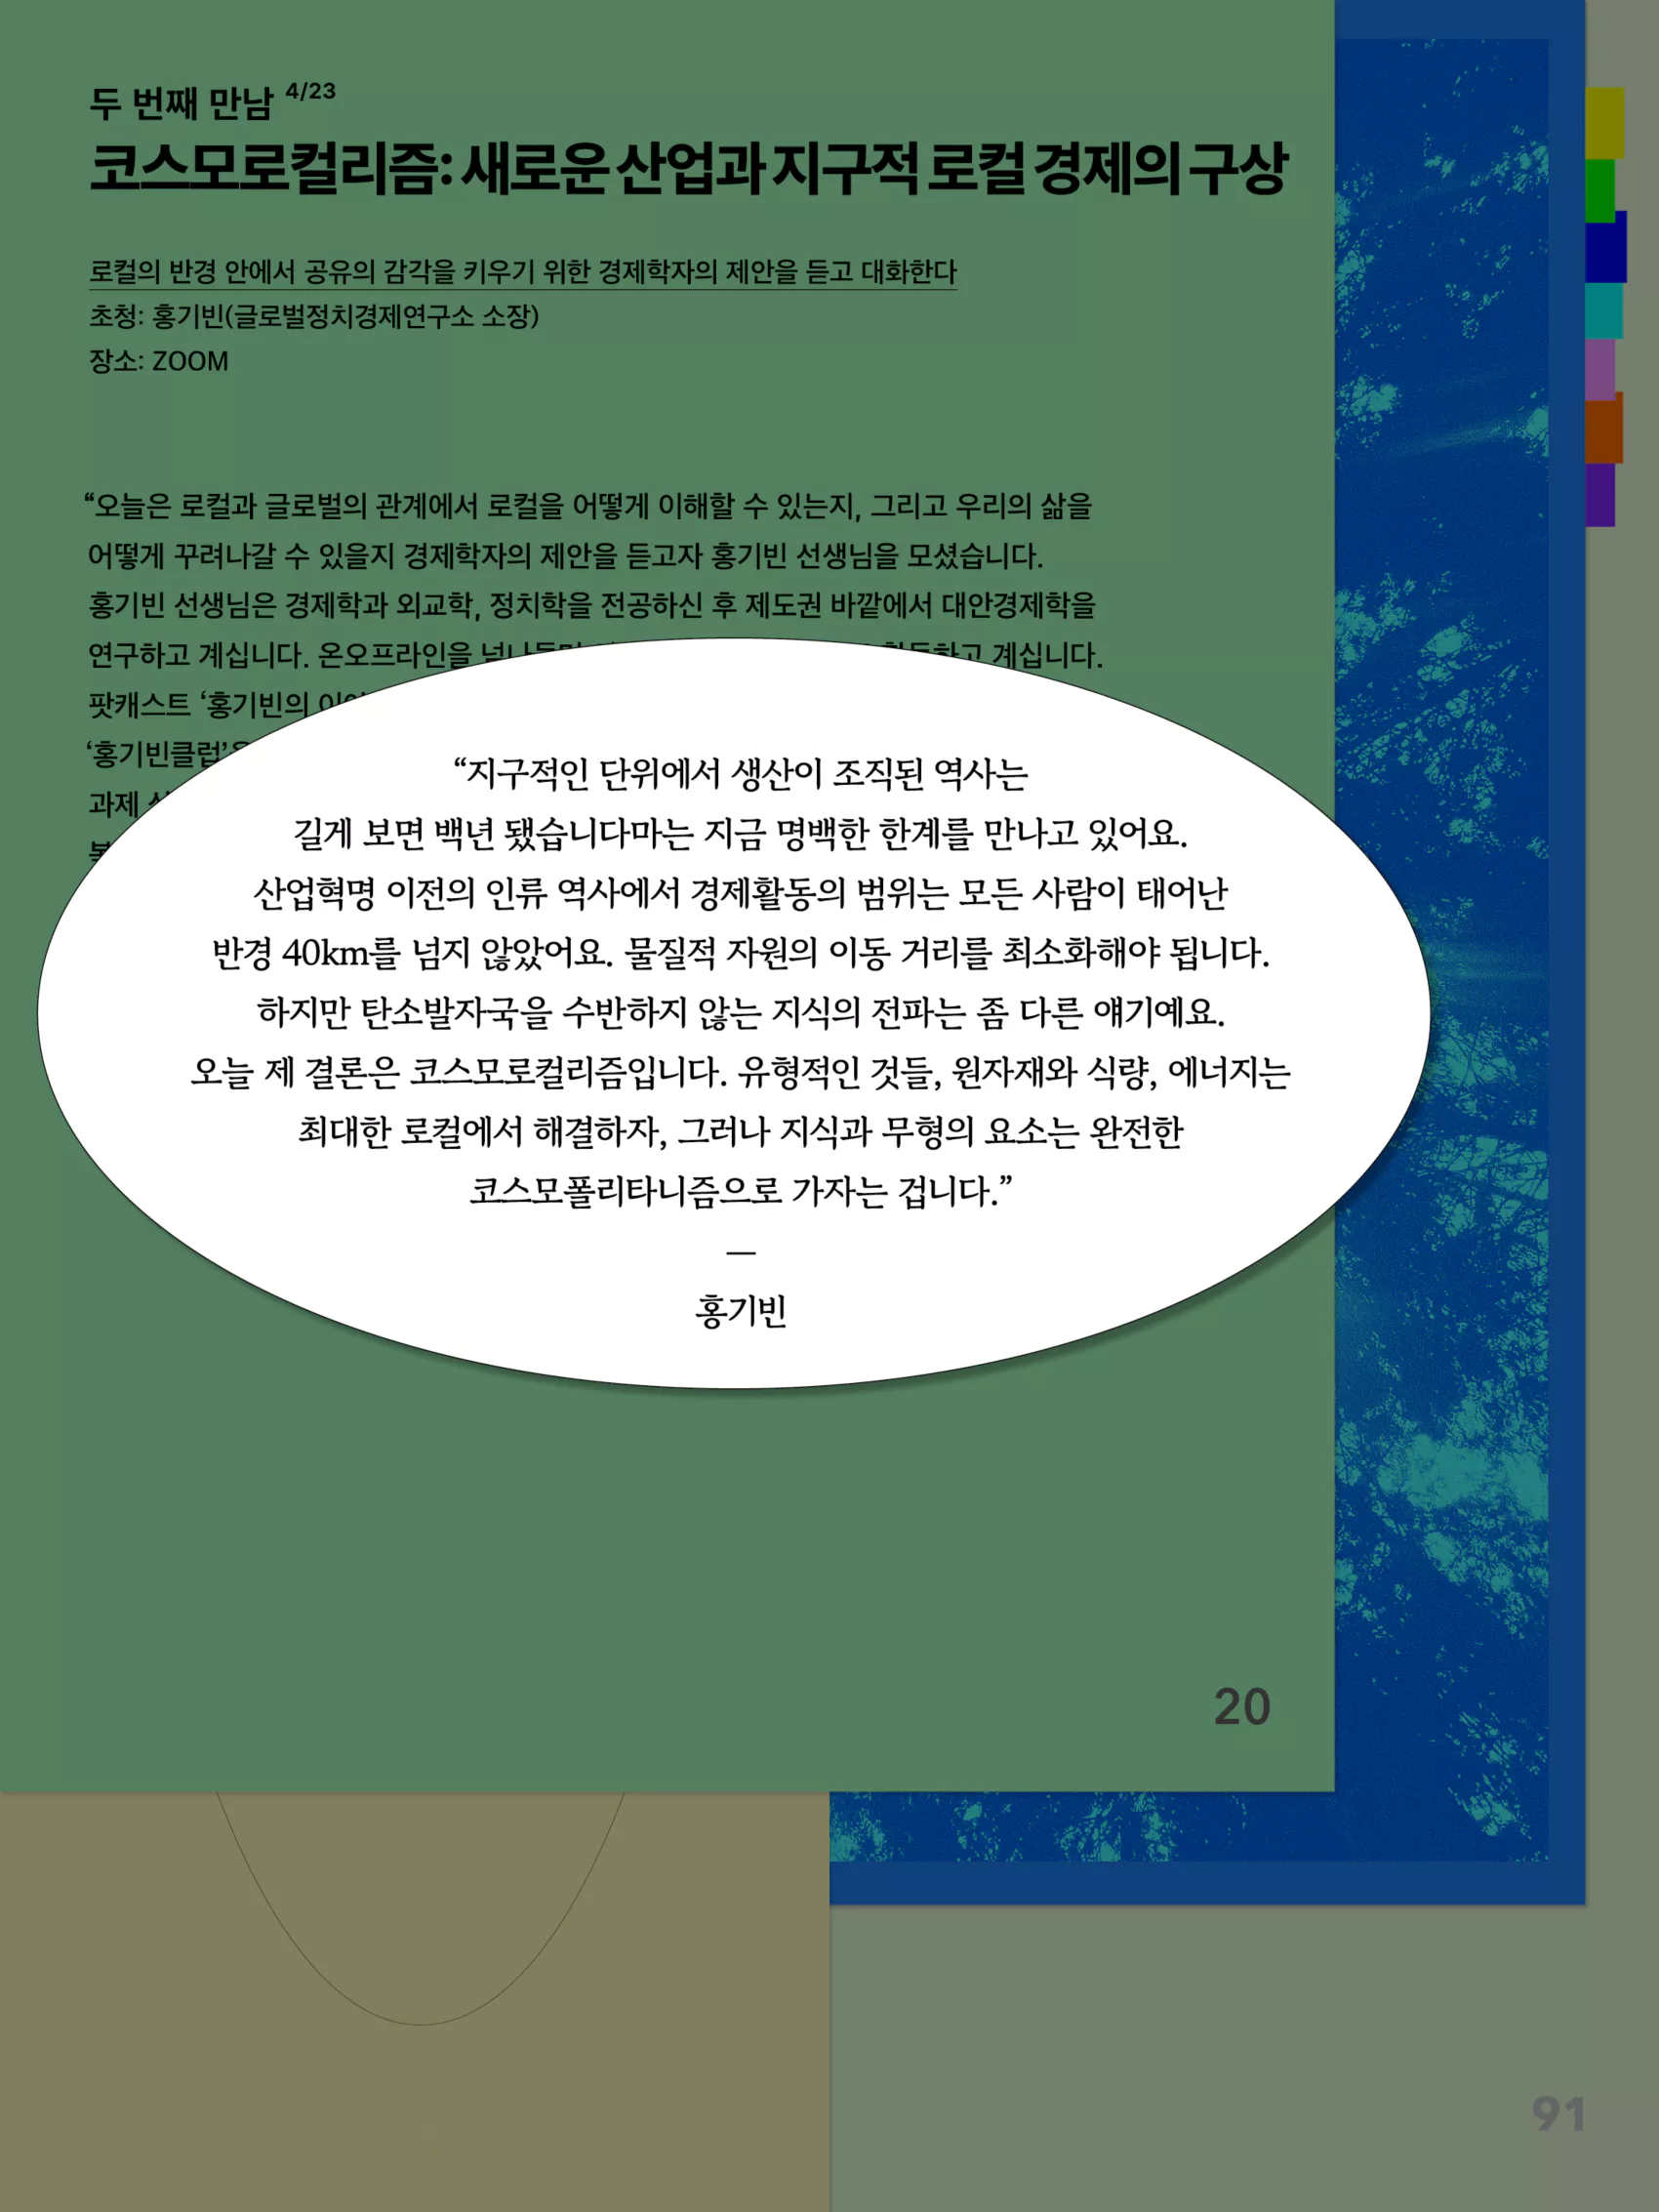 두 번째 만남 4/23
코스모로컬리즘: 새로운 산업과 지구적 로컬 경제의 구상
로컬의 반경 안에서 공유의 감각을 키우기 위한 경제학자의 제안을 듣고 대화한다
초청: 홍기빈(글로벌정치경제연구소 소장)
장소: ZOOM
“오늘은 로컬과 글로벌의 관계에서 로컬을 어떻게 이해할 수 있는지, 그리고 우리의 삶을
어떻게 꾸려나갈 수 있을지 경제학자의 제안을 듣고자 홍기빈 선생님을 모셨습니다.
홍기빈 선생님은 경제학과 외교학, 정치학을 전공하신 후 제도권 바깥에서 대안경제학을
연구하고 계십니다. 온오프라인을 계십니다.
팟캐스트 ‘홍기빈의
‘홍기빈클럽’
과제
“지구적인 단위에서 생산이 조직된 역사는
길게 보면 백년 됐습니다마는 지금 명백한 한계를 만나고 있어요.
산업혁명 이전의 인류 역사에서 경제활동의 범위는 모든 사람이 태어난
반경 40km를 넘지 않았어요. 물질적 자원의 이동 거리를 최소화해야 됩니다.
하지만 탄소발자국을 수반하지 않는 지식의 전파는 좀 다른 얘기예요.
오늘 제 결론은 코스모로컬리즘입니다. 유형적인 것들, 원자재와 식량, 에너지는
최대한 로컬에서 해결하자, 그러나 지식과 무형의 요소는 완전한
코스모폴리타니즘으로 가자는 겁니다.”
—
홍기빈
20
91